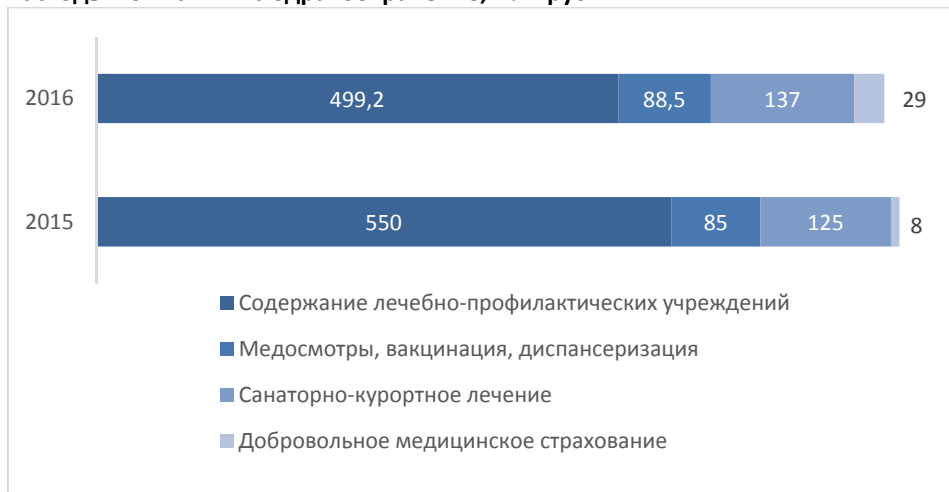 2016 499,2 88,5 137 29
2015 550 85 125 8
Содержание лечебно-профилактических учреждений
Медосмотры, вакцинация, диспансеризация
Санаторно-курортное лечение
Добровольное медицинское страхование